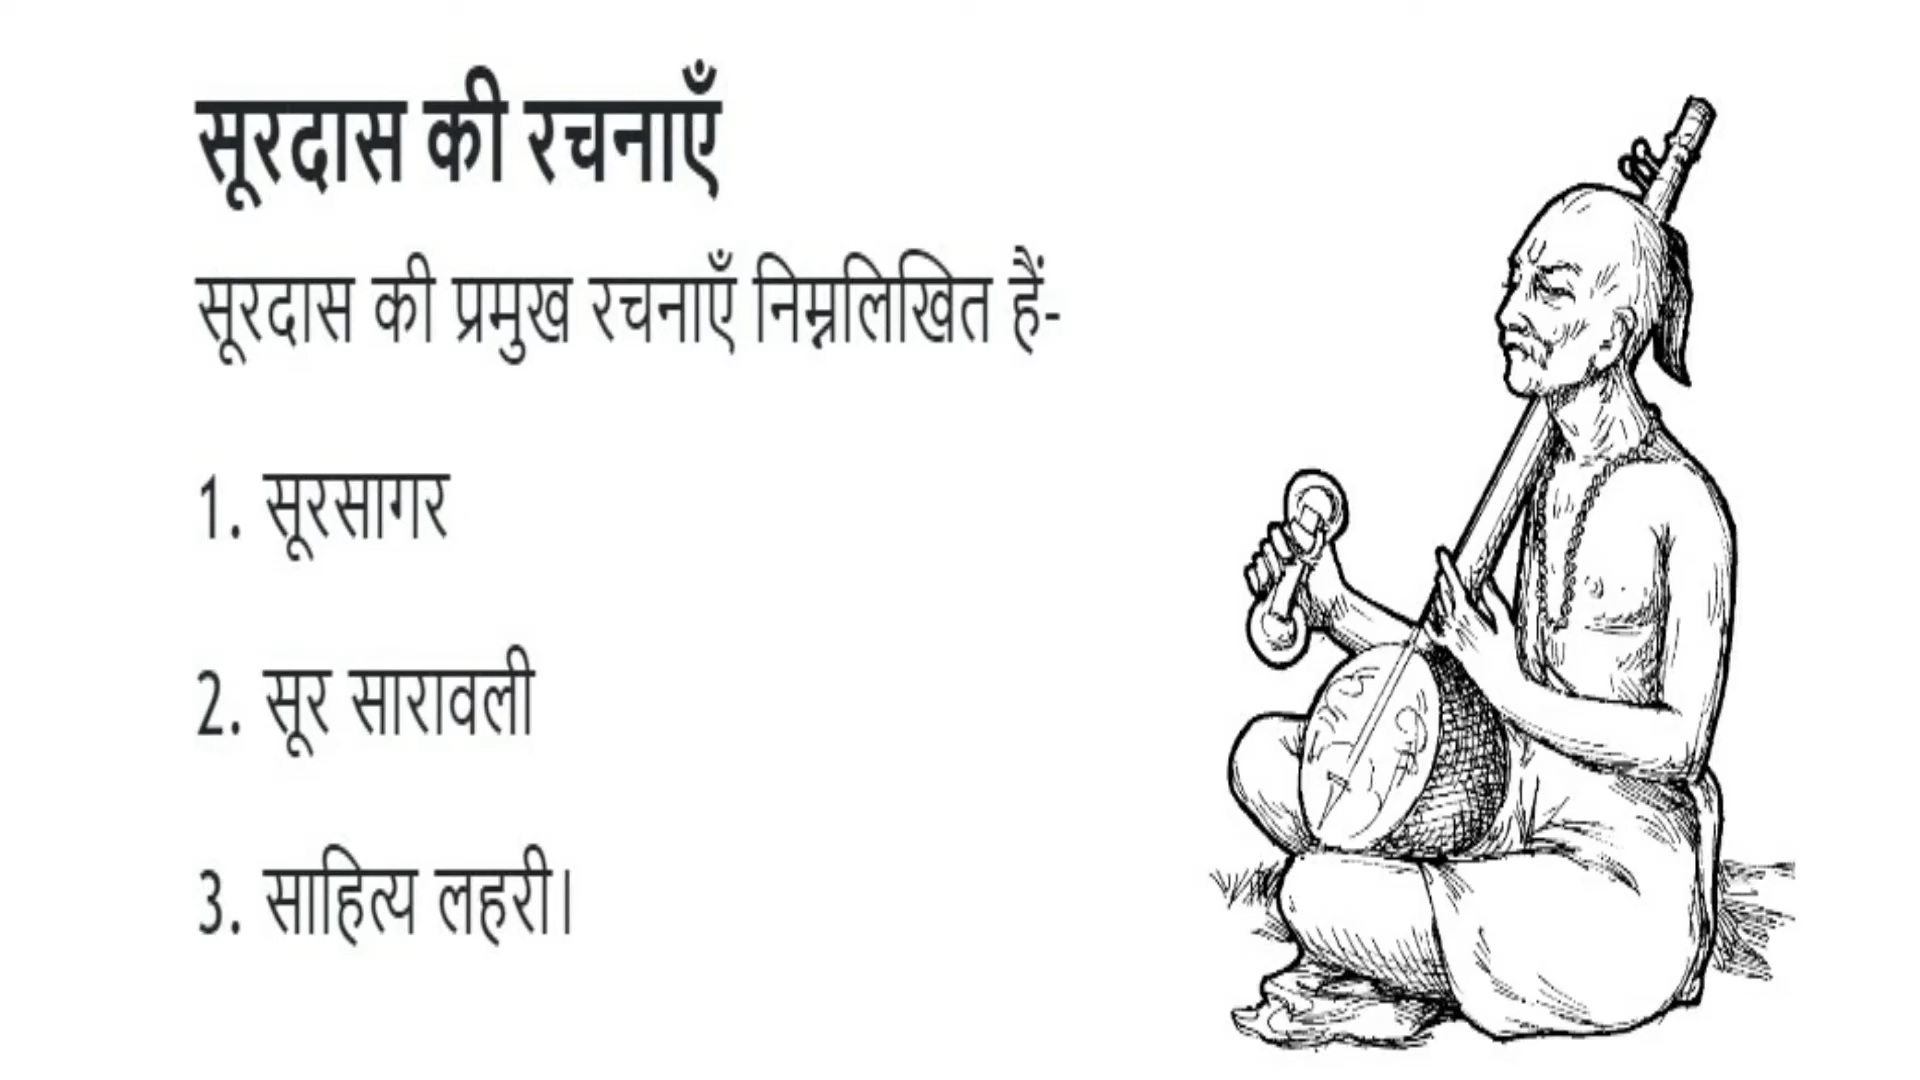 सूरदास की रचनाएँ
सूरदास की प्रमुख रचनाएँ निम्नलिखित हैं-
1. सूरसागर
2. सूर सारावली
3. साहित्य लहरी।